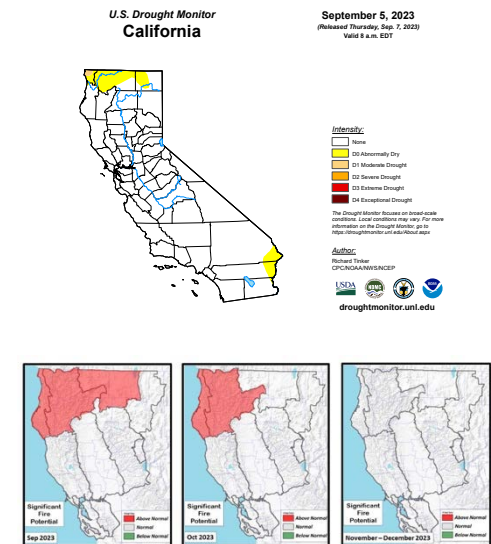 U.S. Drought Monitor
California
September 5, 2023
(Released Thursday, Sep. 7, 2023)
Valid 8 a.m. EDT
Intensity:
None
D0 Abnormally Dry
D1 Moderate Drought
D2 Severe Drought
D3 Extreme Drought
D4 Exceptional Drought
The Drought Monitor focuses on broad-scale
conditions. Local conditions may vary. For more
information on the Drought Monitor, go to
https://droughtmonitor.unl.edu/About.aspx
Author:
Richard Tinker
CPC/NOAA/NWS/NCEP
USDA
NDMC
droughtmonitor.unl.edu
Significant
Fire
Potential
Above Normal
Normal
Below Normal
Sep 2023
Significant
Fire
Potential
Above Normal
Normal
Below Normal
Oct 2023
Significant
Fire
Potential
Above Normal
Normal
Below Normal
November – December 2023